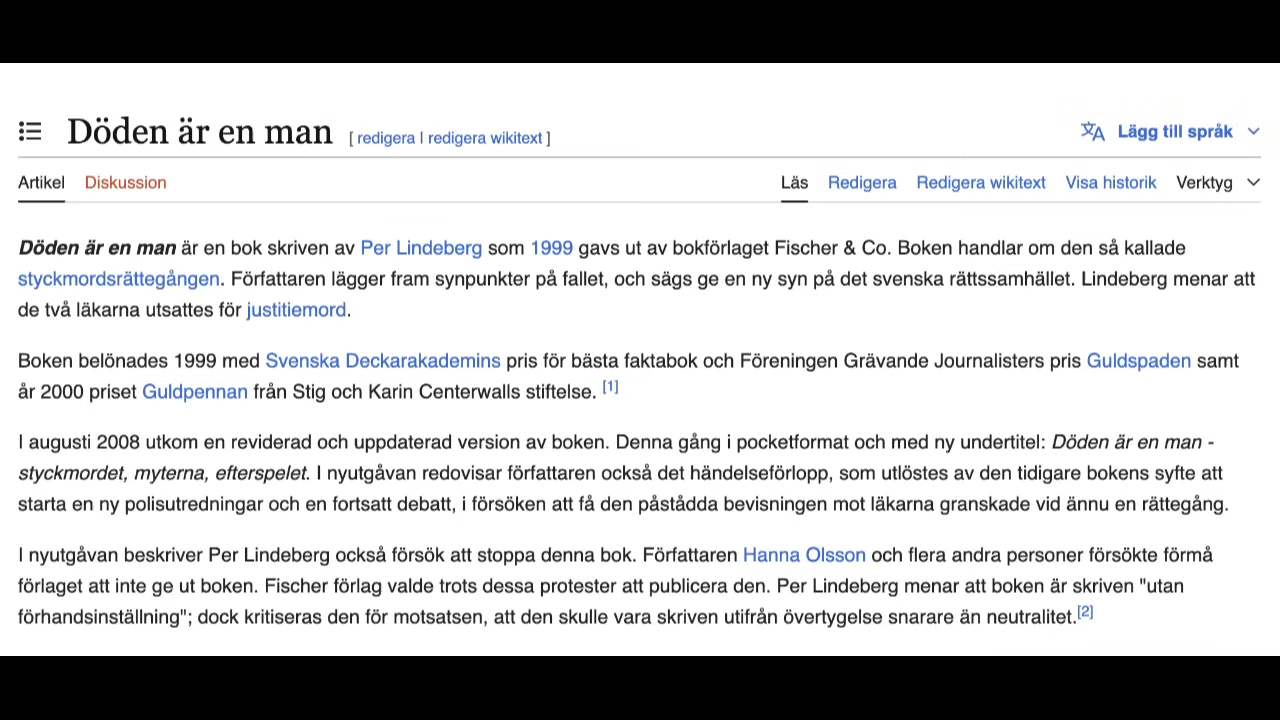 Döden är en man [ redigera | redigera wikitext ] Lägg till språk
Artikel Diskussion Läs Redigera Redigera wikitext Visa historik Verktyg
Döden är en man är en bok skriven av Per Lindeberg som 1999 gavs ut av bokförlaget Fischer & Co. Boken handlar om den så kallade
styckmordsrättegången. Författaren lägger fram synpunkter på fallet, och sägs ge en ny syn på det svenska rättssamhället. Lindeberg menar att
de två läkarna utsattes för justitiemord.
Boken belönades 1999 med Svenska Deckarakademins pris för bästa faktabok och Föreningen Grävande Journalisters pris Guldspaden samt
år 2000 priset Guldpennan från Stig och Karin Centerwalls stiftelse. [1]
I augusti 2008 utkom en reviderad och uppdaterad version av boken. Denna gång i pocketformat och med ny undertitel: Döden är en man -
styckmordet, myterna, efterspelet. I nyutgåvan redovisar författaren också det händelseförlopp, som utlöstes av den tidigare bokens syfte att
starta en ny polisutredningar och en fortsatt debatt, i försöken att få den påstådda bevisningen mot läkarna granskade vid ännu en rättegång.
I nyutgåvan beskriver Per Lindeberg också försök att stoppa denna bok. Författaren Hanna Olsson och flera andra personer försökte förmå
förlaget att inte ge ut boken. Fischer förlag valde trots dessa protester att publicera den. Per Lindeberg menar att boken är skriven "utan
förhandsinställning"; dock kritiseras den för motsatsen, att den skulle vara skriven utifrån övertygelse snarare än neutralitet.[2]